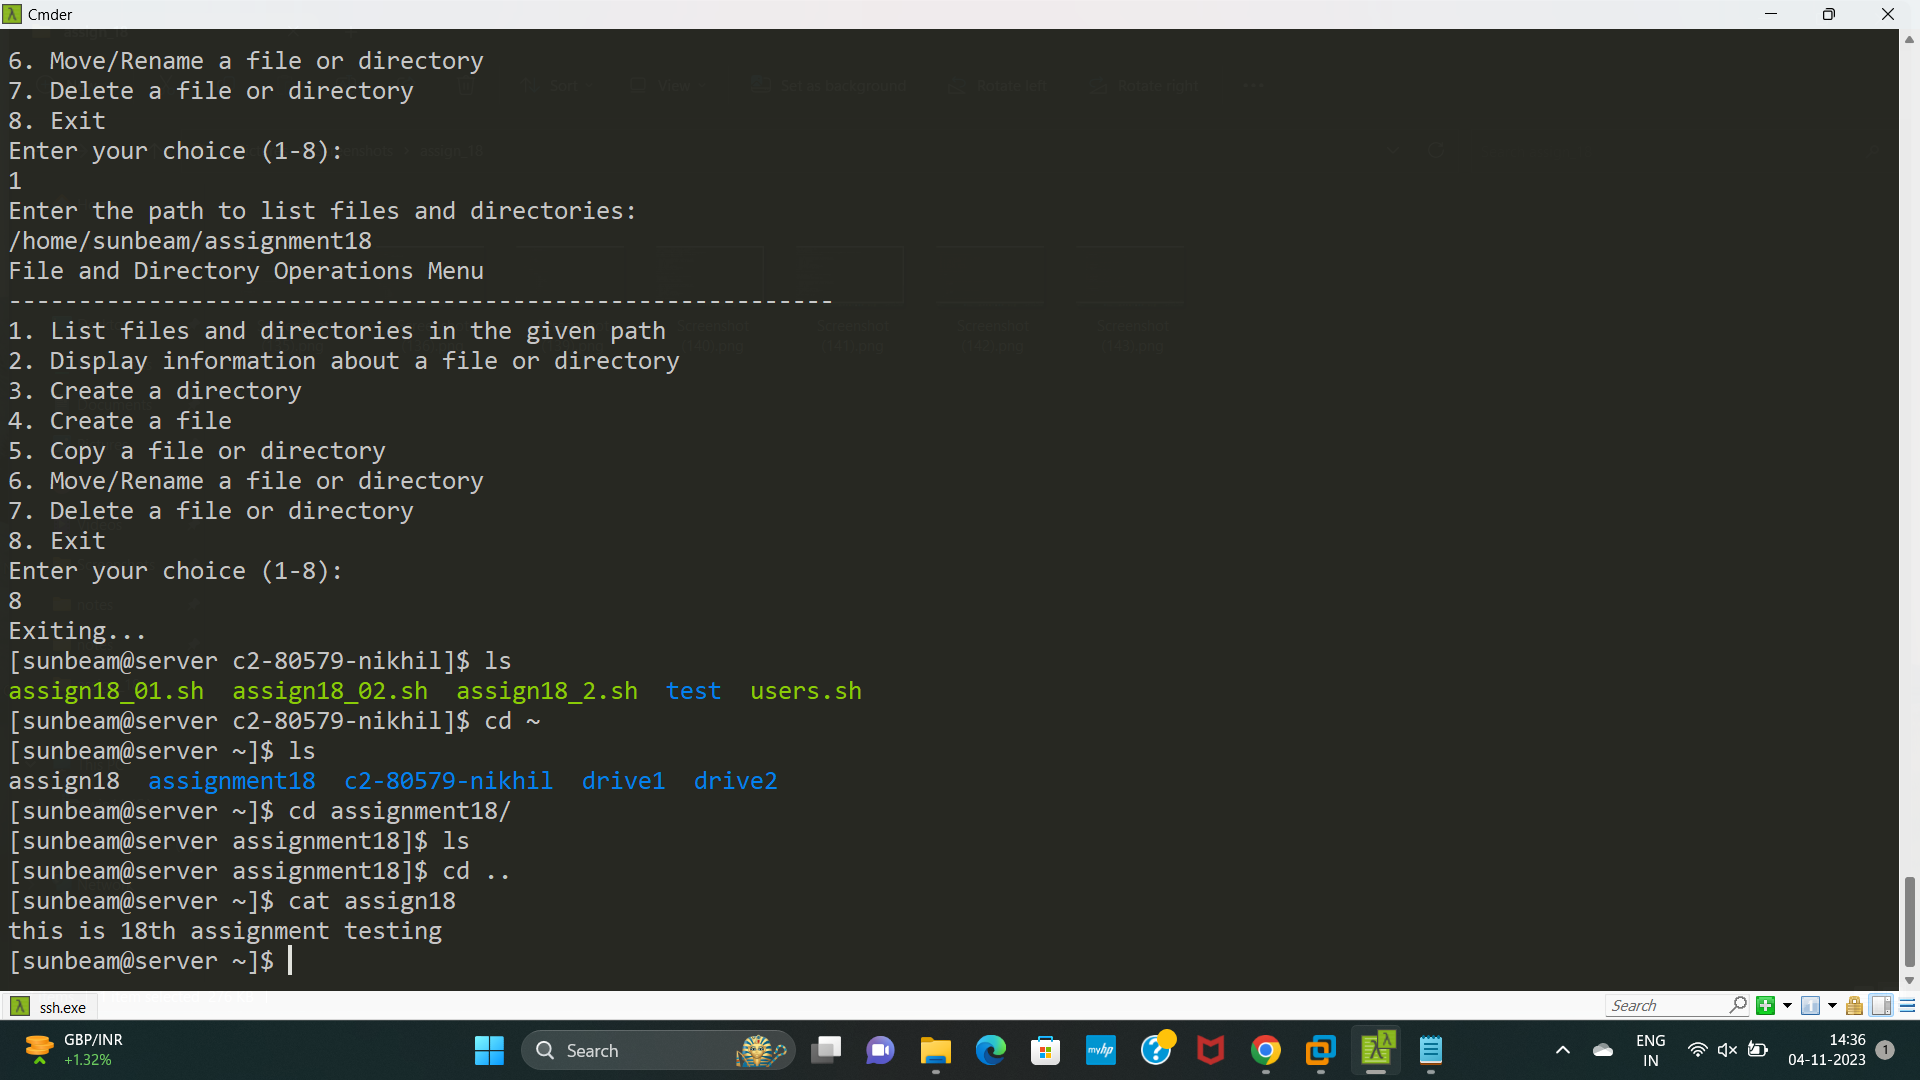 Cmder
6. Move/Rename a file or directory
7. Delete a file or directory
8. Exit
Enter your choice (1-8):
1
Enter the path to list files and directories:
/home/sunbeam/assignment18
File and Directory Operations Menu
-----------------------------------------------------------
1. List files and directories in the given path
2. Display information about a file or directory
3. Create a directory
4. Create a file
5. Copy a file or directory
6. Move/Rename a file or directory
7. Delete a file or directory
8. Exit
Enter your choice (1-8):
8
Exiting...
[sunbeam@server c2-80579-nikhil]$ ls
assign18_01.sh  assign18_02.sh  assign18_2.sh  test  users.sh
[sunbeam@server c2-80579-nikhil]$ cd ~
[sunbeam@server ~]$ ls
assign18  assignment18  c2-80579-nikhil  drive1  drive2
[sunbeam@server ~]$ cd assignment18/
[sunbeam@server assignment18]$ ls
[sunbeam@server assignment18]$ cd ..
[sunbeam@server ~]$ cat assign18
this is 18th assignment testing
[sunbeam@server ~]$
ssh.exe
Search
GBP/INR
+1.32%
Search
myhp
ENG
IN
14:36
04-11-2023
1